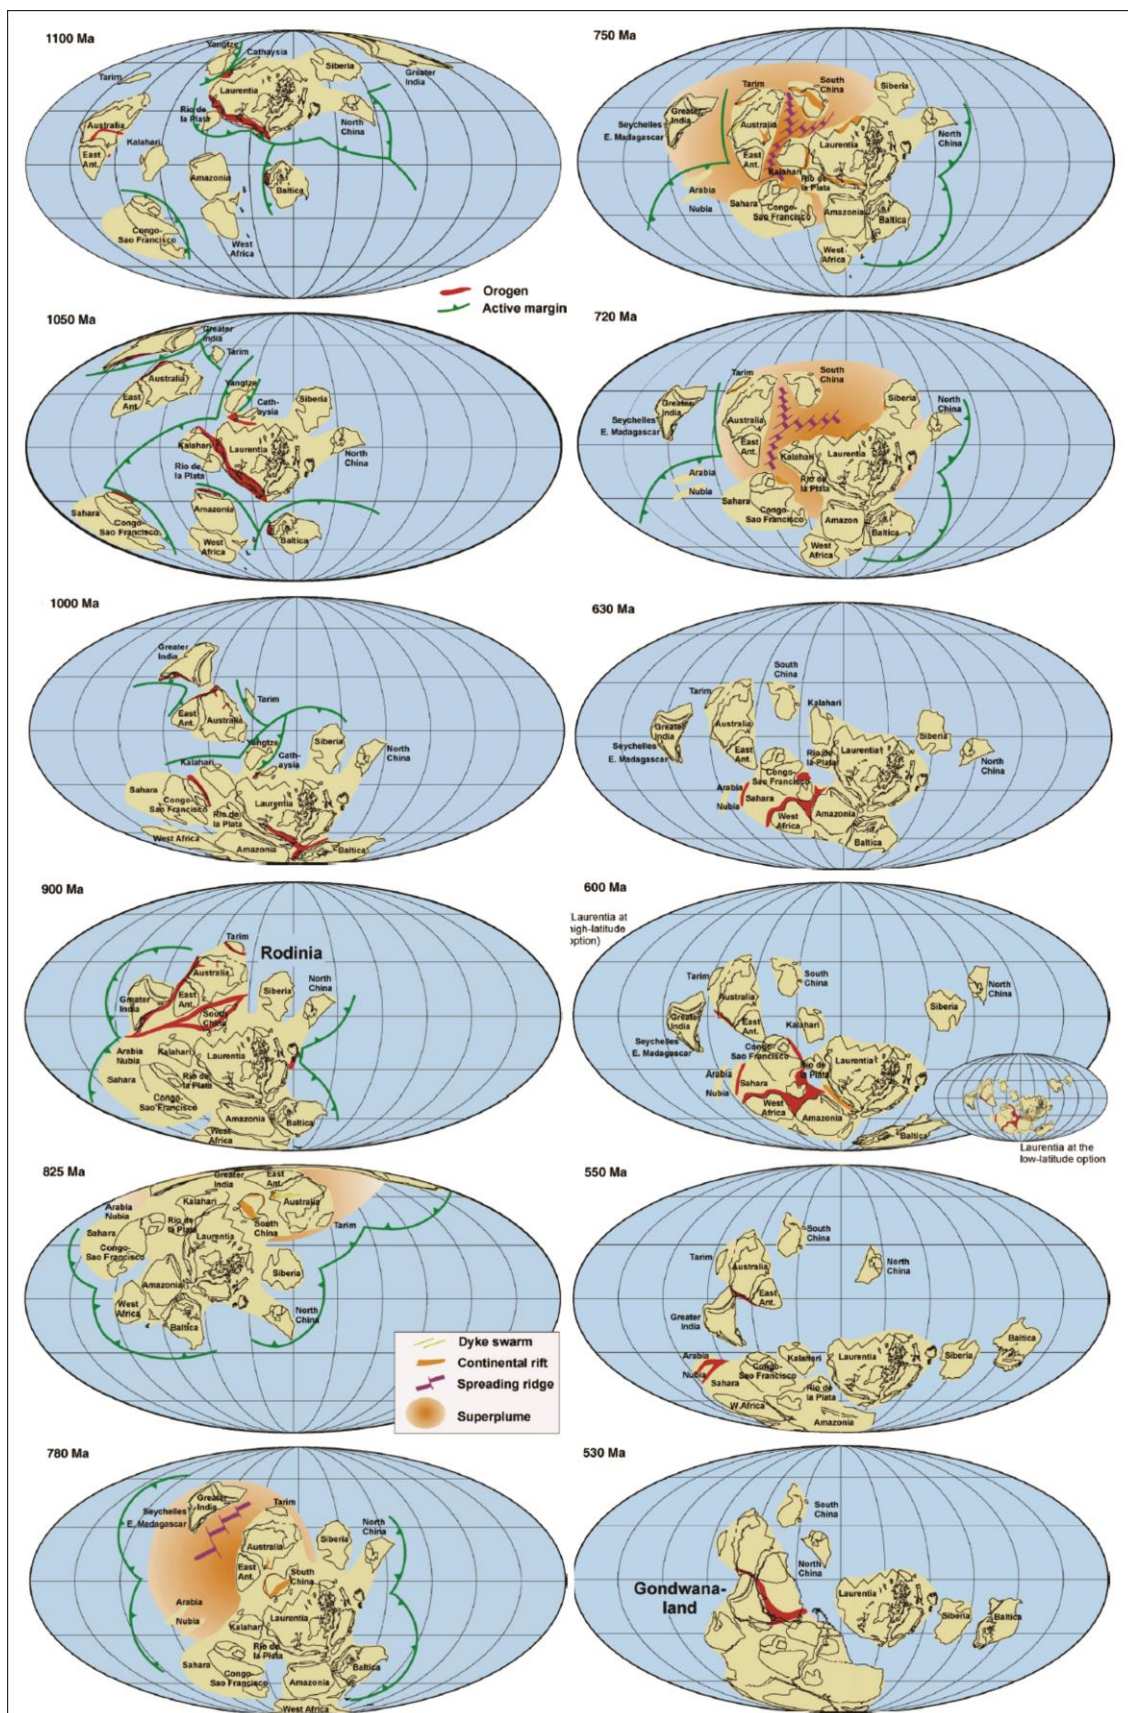 1100 Ma
Yangtze
Cathaysia
Tarim
Laurentia
Siberia
Greater
India
Australia
Rio de
la Plata
North
China
East
Ant.
Kalahari
Amazonia
Baltica
Congo-
Sao Francisco
West
Africa
Orogen
Active margin
1050 Ma
Greater
India
Tarim
Australia
East
Ant.
Yangtze
Cath-
aysia
Siberia
Kalahari
Laurentia
North
China
Rio de
la Plata
Sahara
Congo-
Sao Francisco
Amazonia
West
Africa
Baltica
1000 Ma
Greater
India
East
Ant.
Australia
Tarim
Yangtze
Cath-
aysia
Siberia
North
China
Kalahari
Sahara
Congo-
Sao Francisco
Rio de
la Plata
Laurentia
West Africa
Amazonia
Baltica
900 Ma
Tarim
Rodinia
Australia
Greater
India
East
Ant.
South
China
Siberia
North
China
Arabia
Nubia
Kalahari
Laurentia
Sahara
Rio de
la Plata
Congo-
Sao Francisco
Amazonia
Baltica
West
Africa
825 Ma
Greater
India
East
Ant.
Kalahari
Australia
Arabia
Nubia
Rio de
la Plata
South
China
Tarim
Sahara
Laurentia
Congo-
Sao Francisco
Amazonia
Siberia
West
Africa
Baltica
North
China
Dyke swarm
Continental rift
Spreading ridge
Superplume
780 Ma
Greater
India
Seychelles
E. Madagascar
Tarim
North
China
Siberia
Australia
East
Ant.
South
China
Arabia
Nubia
Kalahari
Laurentia
Rio de
la Plata
Sahara
Congo-
Sao Francisco
Amazonia
Baltica
West Africa
750 Ma
Tarim
South
China
Siberia
Greater
India
Seychelles
E. Madagascar
Australia
North
China
East
Ant.
Laurentia
Kalahari
Arabia
Nubia
Rio de
la Plata
Sahara
Congo-
Sao Francisco
Amazonia
Baltica
West
Africa
720 Ma
Tarim
South
China
Siberia
Greater
India
Seychelles
E. Madagascar
Australia
North
China
East
Ant.
Kalahari
Laurentia
Arabia
Nubia
Rio de
la Plata
Sahara
Congo-
Sao Francisco
Amazon
Baltica
West
Africa
630 Ma
South
China
Tarim
Kalahari
Greater
India
Australia
Seychelles
E. Madagascar
East
Ant.
Rio de
la Plata
Laurentia
Siberia
North
China
Congo-
Sao Francisco
Arabia
Nubia
Sahara
West
Africa
Amazonia
Baltica
600 Ma
Laurentia at
high-latitude
option)
Tarim
South
China
North
China
Australia
Siberia
Greater
India
Seychelles
E. Madagascar
East
Ant.
Kalahari
Congo-
Sao Francisco
Rio de
la Plata
Laurentia
Arabia
Nubia
Sahara
West
Africa
Amazonia
Baltica
Laurentia at the
low-latitude option
550 Ma
South
China
Tarim
Australia
North
China
East
Ant.
Greater
India
Baltica
Arabia
Nubia
Sahara
Congo-
Sao Francisco
Kalahari
Laurentia
Siberia
Rio de
la Plata
W.Africa
Amazonia
530 Ma
South
China
North
China
Gondwana-
land
Laurentia
Siberia
Baltica